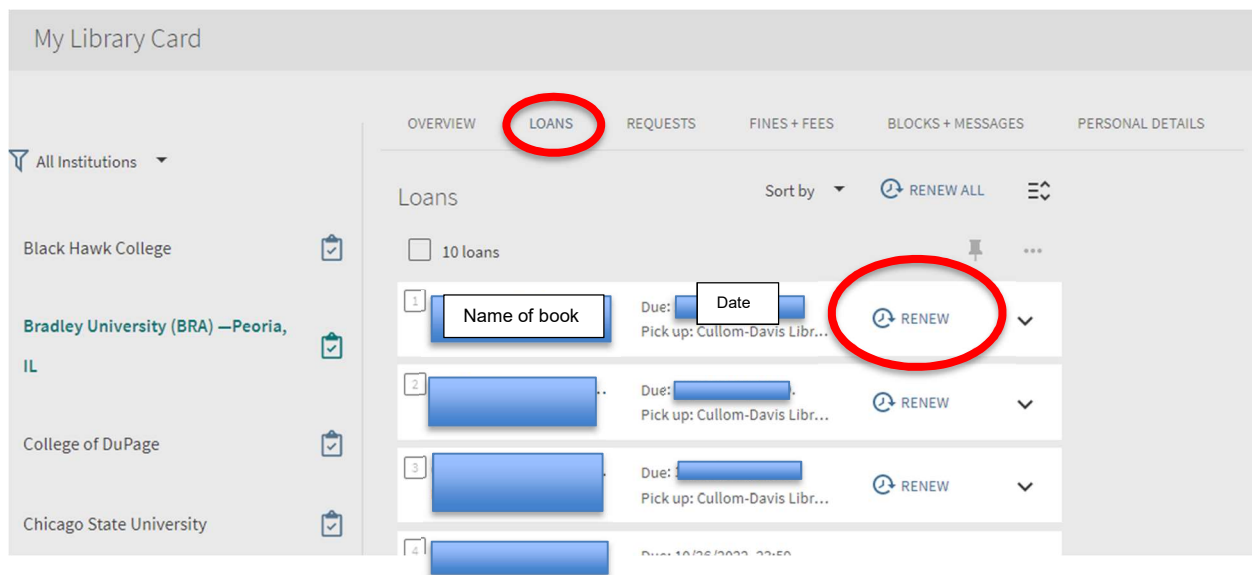 My Library Card
OVERVIEW LOANS REQUESTS FINES + FEES BLOCKS + MESSAGES PERSONAL DETAILS
All Institutions
Loans Sort by RENEW ALL
10 loans
Black Hawk College
1 Name of book Due: Date RENEW
Pick up: Cullom-Davis Libr...
Bradley University (BRA) —Peoria,
IL
2 Due: RENEW
Pick up: Cullom-Davis Libr...
College of DuPage
3 Due: RENEW
Pick up: Cullom-Davis Libr...
Chicago State University
4